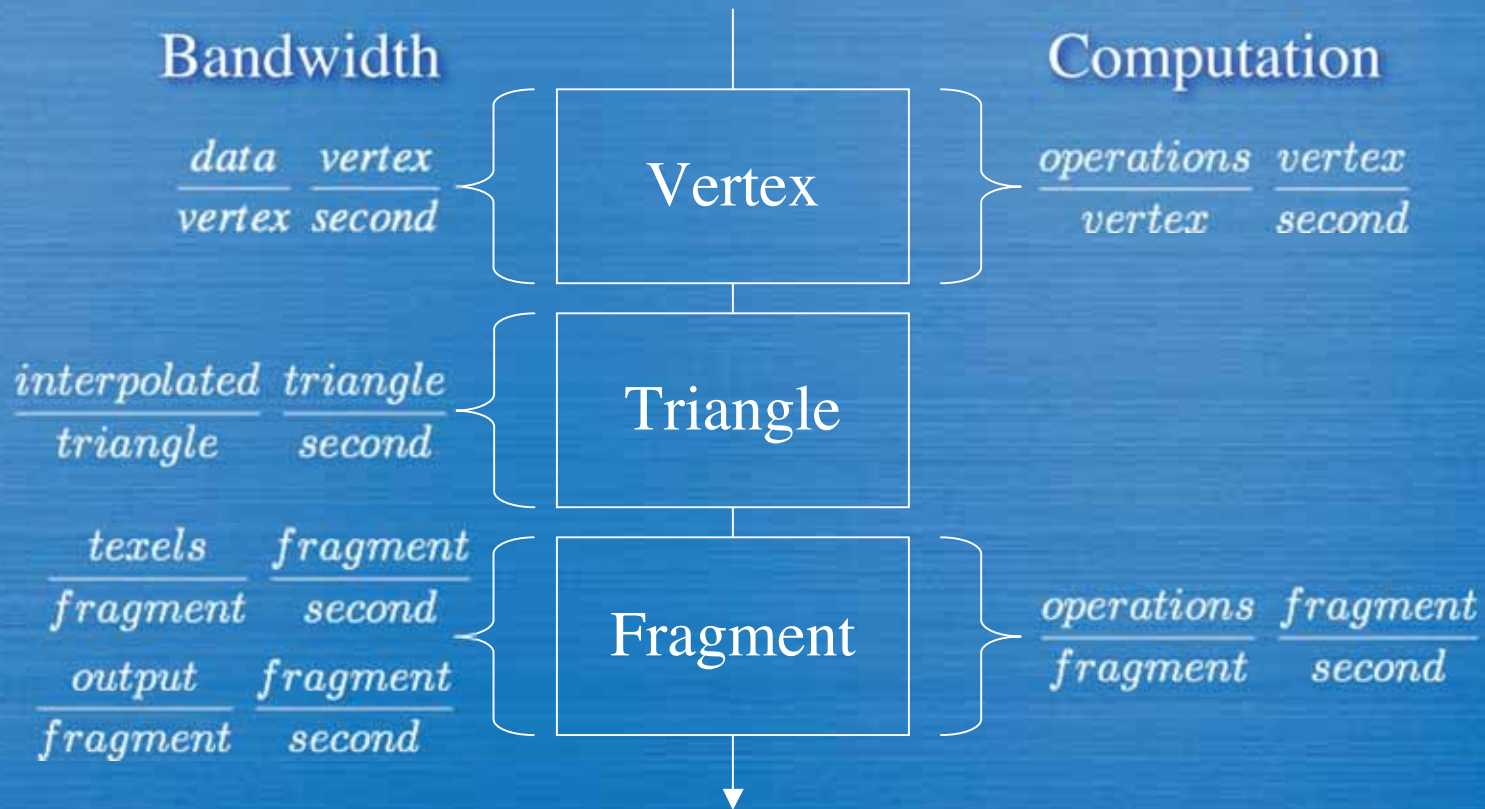 Bandwidth
Computation
data vertex
vertex second
Vertex
operations vertex
vertex second
interpolated triangle
triangle second
Triangle
texels fragment
fragment second
output fragment
fragment second
Fragment
operations fragment
fragment second